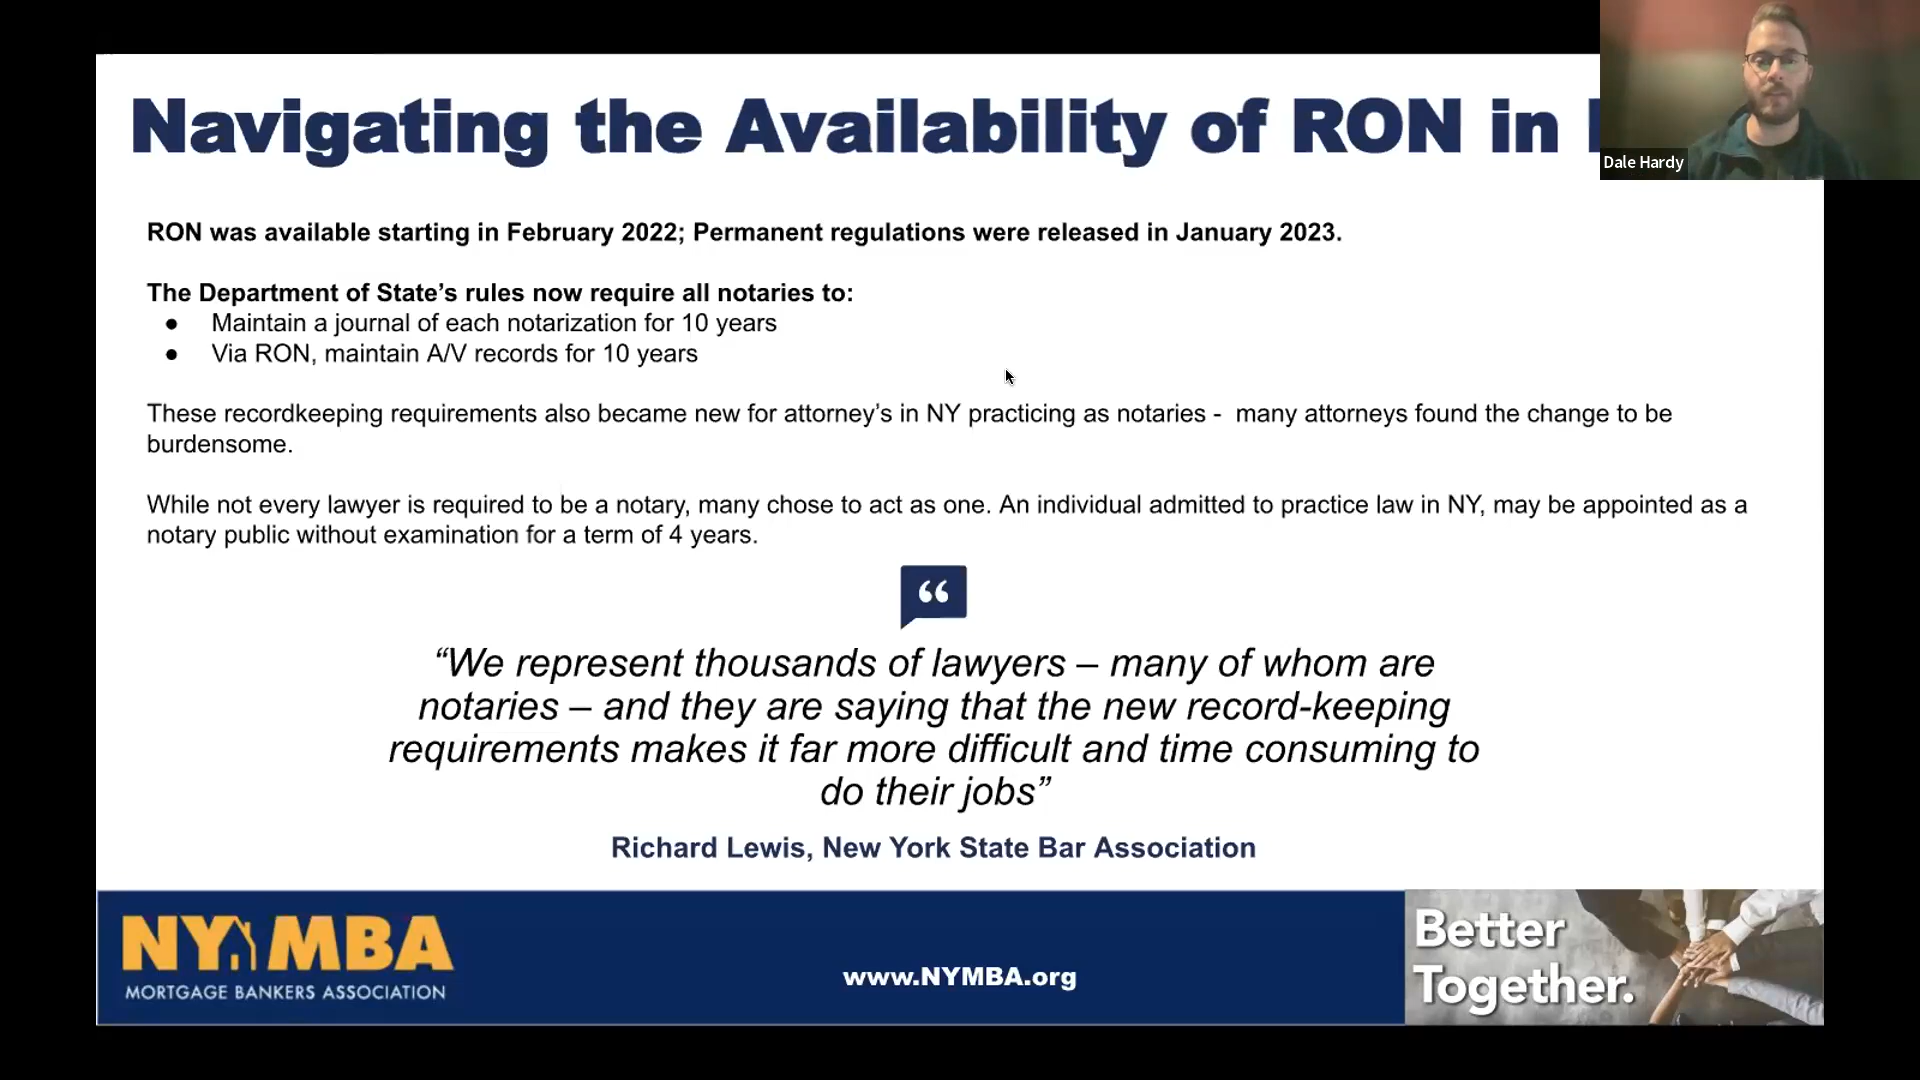 Navigating the Availability of RON in
Dale Hardy
RON was available starting in February 2022; Permanent regulations were released in January 2023.
The Department of State’s rules now require all notaries to:
● Maintain a journal of each notarization for 10 years
● Via RON, maintain A/V records for 10 years
These recordkeeping requirements also became new for attorney’s in NY practicing as notaries -  many attorneys found the change to be
burdensome.
While not every lawyer is required to be a notary, many chose to act as one. An individual admitted to practice law in NY, may be appointed as a
notary public without examination for a term of 4 years.
“
“We represent thousands of lawyers – many of whom are
notaries – and they are saying that the new record-keeping
requirements makes it far more difficult and time consuming to
do their jobs”
Richard Lewis, New York State Bar Association
NYMBA
MORTGAGE BANKERS ASSOCIATION
www.NYMBA.org
Better
Together.